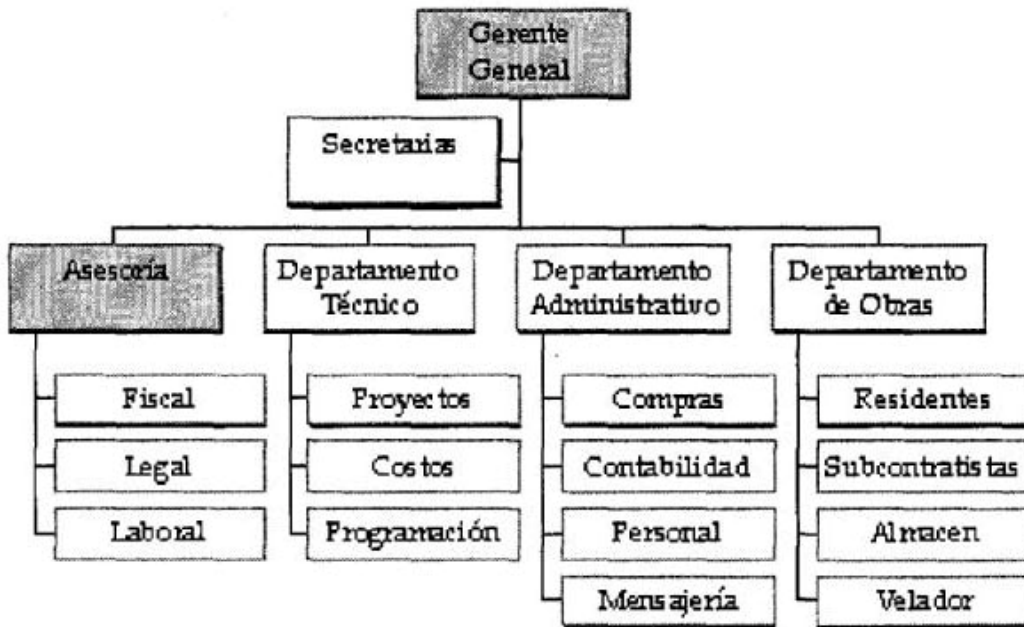 Gerente
General
Secretarias
Asesoría
Departamento
Técnico
Departamento
Administrativo
Departamento
de Obras
Fiscal
Legal
Laboral
Proyectos
Costos
Programación
Compras
Contabilidad
Personal
Mensajería
Residentes
Subcontratistas
Almacen
Velador